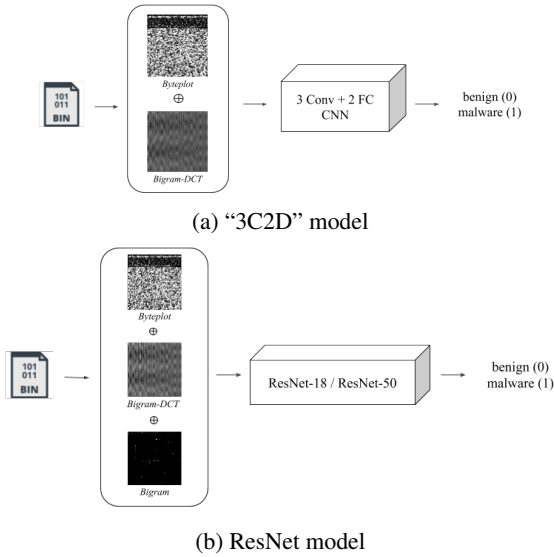 101
011
BIN
Byteplot
⊕
Bigram-DCT
3 Conv + 2 FC
CNN
benign (0)
malware (1)
(a) “3C2D” model
101
011
BIN
Byteplot
⊕
Bigram-DCT
⊕
Bigram
ResNet-18 / ResNet-50
benign (0)
malware (1)
(b) ResNet model